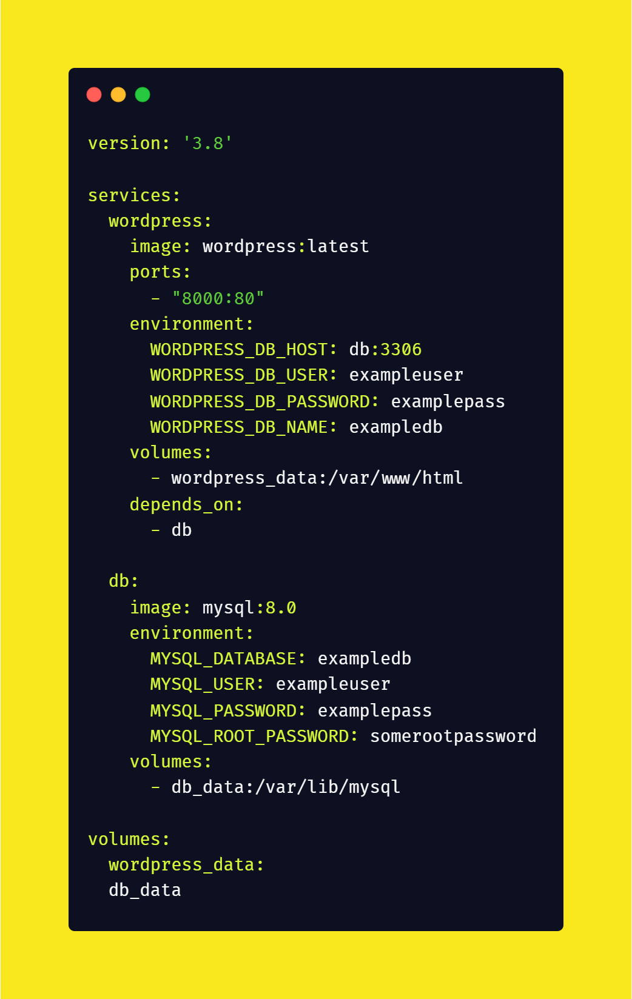 version: '3.8'

services:
  wordpress:
    image: wordpress:latest
    ports:
      - "8000:80"
    environment:
      WORDPRESS_DB_HOST: db:3306
      WORDPRESS_DB_USER: exampleuser
      WORDPRESS_DB_PASSWORD: examplepass
      WORDPRESS_DB_NAME: exampledb
    volumes:
      - wordpress_data:/var/www/html
    depends_on:
      - db

  db:
    image: mysql:8.0
    environment:
      MYSQL_DATABASE: exampledb
      MYSQL_USER: exampleuser
      MYSQL_PASSWORD: examplepass
      MYSQL_ROOT_PASSWORD: somerootpassword
    volumes:
      - db_data:/var/lib/mysql

volumes:
  wordpress_data:
  db_data